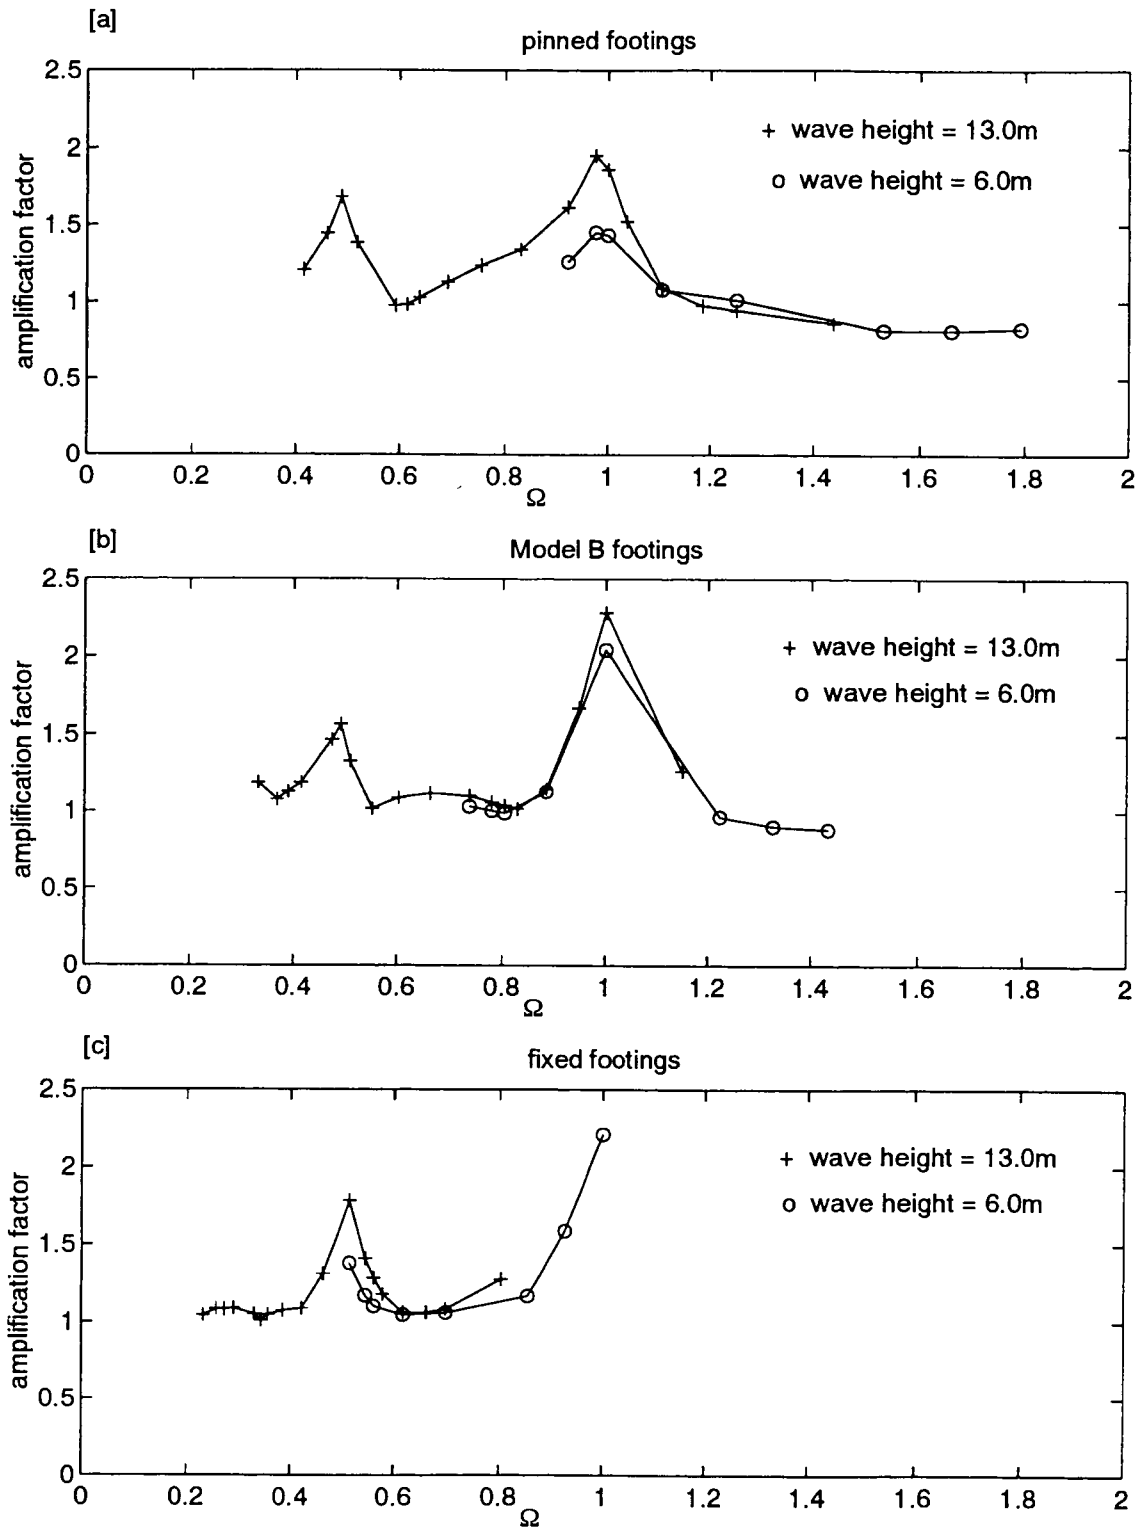 [a]
pinned footings
2.5
2
1.5
1
0.5
0
amplification factor
+ wave height = 13.0m
o wave height = 6.0m
0 0.2 0.4 0.6 0.8 1 1.2 1.4 1.6 1.8 2
Ω
[b]
Model B footings
2.5
2
1.5
1
0.5
0
amplification factor
+ wave height = 13.0m
o wave height = 6.0m
0 0.2 0.4 0.6 0.8 1 1.2 1.4 1.6 1.8 2
Ω
[c]
fixed footings
2.5
2
1.5
1
0.5
0
amplification factor
+ wave height = 13.0m
o wave height = 6.0m
0 0.2 0.4 0.6 0.8 1 1.2 1.4 1.6 1.8 2
Ω